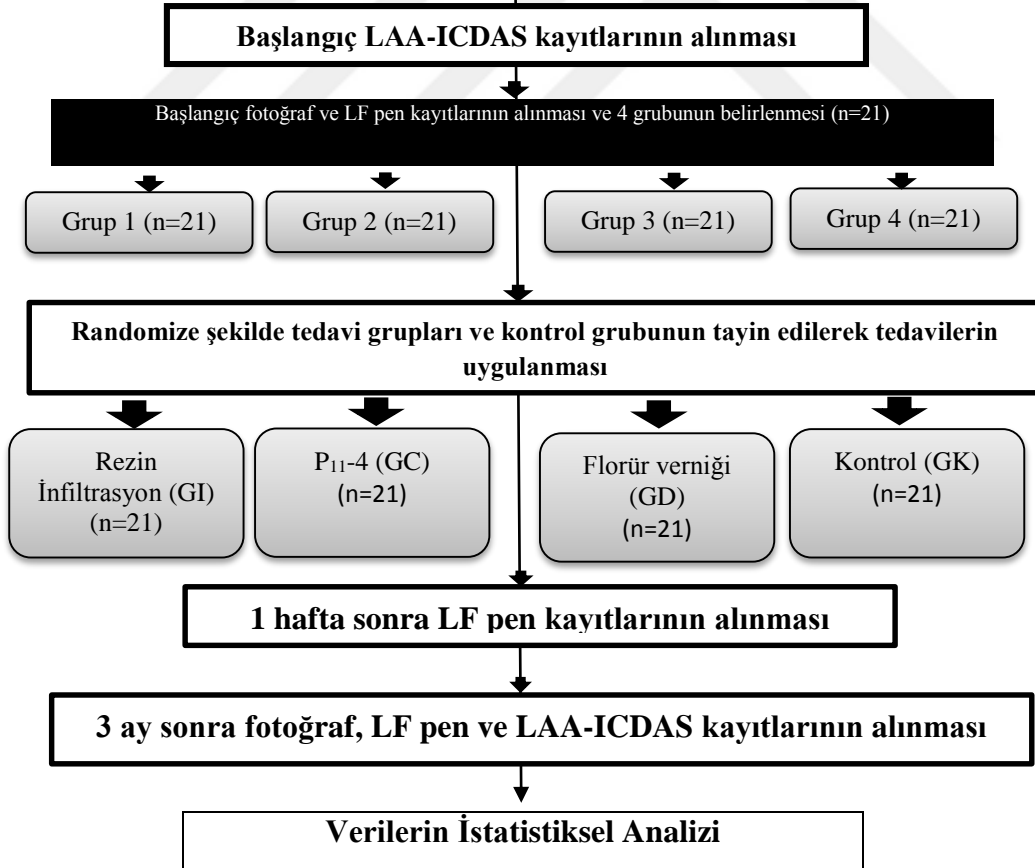 Başlangıç LAA-ICDAS kayıtlarının alınması
Başlangıç fotoğraf ve LF pen kayıtlarının alınması ve 4 grubunun belirlenmesi (n=21)
Grup 1 (n=21)
Grup 2 (n=21)
Grup 3 (n=21)
Grup 4 (n=21)
Randomize şekilde tedavi grupları ve kontrol grubunun tayin edilerek tedavilerin
uygulanması
Rezin
İnfiltrasyon (GI)
(n=21)
P₁₁-4 (GC)
(n=21)
Florür verniği
(GD)
(n=21)
Kontrol (GK)
(n=21)
1 hafta sonra LF pen kayıtlarının alınması
3 ay sonra fotoğraf, LF pen ve LAA-ICDAS kayıtlarının alınması
Verilerin İstatistiksel Analizi